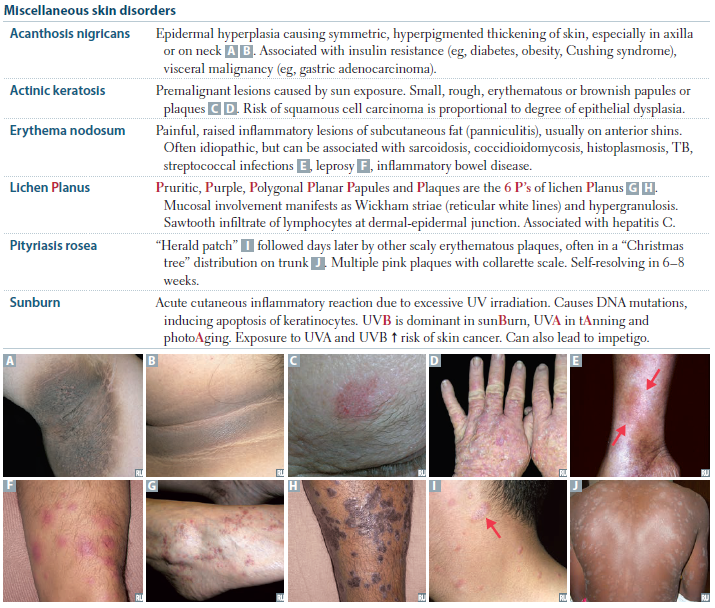 Miscellaneous skin disorders
Acanthosis nigricans Epidermal hyperplasia causing symmetric, hyperpigmented thickening of skin, especially in axilla
or on neck A B. Associated with insulin resistance (eg, diabetes, obesity, Cushing syndrome),
visceral malignancy (eg, gastric adenocarcinoma).
Actinic keratosis Premalignant lesions caused by sun exposure. Small, rough, erythematous or brownish papules or
plaques C D. Risk of squamous cell carcinoma is proportional to degree of epithelial dysplasia.
Erythema nodosum Painful, raised inflammatory lesions of subcutaneous fat (panniculitis), usually on anterior shins.
Often idiopathic, but can be associated with sarcoidosis, coccidioidomycosis, histoplasmosis, TB,
streptococcal infections E, leprosy F, inflammatory bowel disease.
Lichen Planus Pruritic, Purple, Polygonal Planar Papules and Plaques are the 6 P's of lichen Planus G H.
Mucosal involvement manifests as Wickham striae (reticular white lines) and hypergranulosis.
Sawtooth infiltrate of lymphocytes at dermal-epidermal junction. Associated with hepatitis C.
Pityriasis rosea "Herald patch" I followed days later by other scaly erythematous plaques, often in a "Christmas
tree" distribution on trunk J. Multiple pink plaques with collarette scale. Self-resolving in 6–8
weeks.
Sunburn Acute cutaneous inflammatory reaction due to excessive UV irradiation. Causes DNA mutations,
inducing apoptosis of keratinocytes. UVB is dominant in sunBurn, UVA in tAnning and
photoAging. Exposure to UVA and UVB ↑ risk of skin cancer. Can also lead to impetigo.
A B C D E
RU RU RU RU RU
F G H I J
RU RU RU RU RU